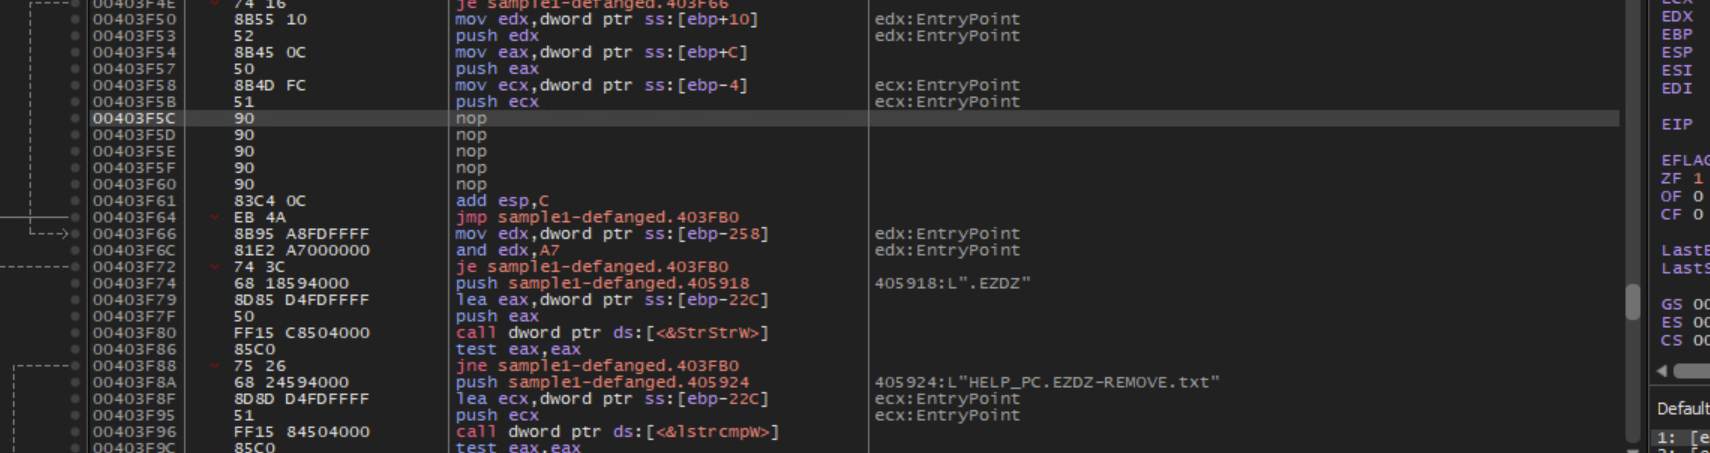 00403F4E 74 16 je sample1-defanged.403F66
00403F50 8B55 10 mov edx,dword ptr ss:[ebp+10] edx:EntryPoint EDX
00403F53 52 push edx edx:EntryPoint EBP
00403F54 8B45 0C mov eax,dword ptr ss:[ebp+C] ESP
00403F57 50 push eax ESI
00403F58 8B4D FC mov ecx,dword ptr ss:[ebp-4] ecx:EntryPoint EDI
00403F5B 51 push ecx ecx:EntryPoint
00403F5C 90 nop EIP
00403F5D 90 nop
00403F5E 90 nop EFLAG
00403F5F 90 nop ZF 1
00403F60 90 nop OF 0
00403F61 83C4 0C add esp,C CF 0
00403F64 EB 4A jmp sample1-defanged.403FB0
00403F66 8B95 A8FDFFFF mov edx,dword ptr ss:[ebp-258] edx:EntryPoint
00403F6C 81E2 A7000000 and edx,A7 edx:EntryPoint LastE
00403F72 74 3C je sample1-defanged.403FB0 LastS
00403F74 68 18594000 push sample1-defanged.405918 405918:L".EZDZ"
00403F79 8D85 D4FDFFFF lea eax,dword ptr ss:[ebp-22C] GS 00
00403F7F 50 push eax ES 00
00403F80 FF15 C8504000 call dword ptr ds:[<&StrStrW>] CS 00
00403F86 85C0 test eax,eax
00403F88 75 26 jne sample1-defanged.403FB0
00403F8A 68 24594000 push sample1-defanged.405924 405924:L"HELP_PC.EZDZ-REMOVE.txt"
00403F8F 8D8D D4FDFFFF lea ecx,dword ptr ss:[ebp-22C] ecx:EntryPoint
00403F95 51 push ecx ecx:EntryPoint Default
00403F96 FF15 84504000 call dword ptr ds:[<&lstrcmpW>] 1: [e
00403F9C 85C0 test eax,eax